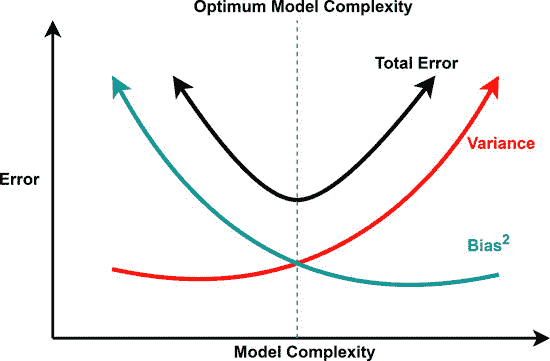 Optimum Model Complexity
Total Error
Variance
Error
Bias²
Model Complexity